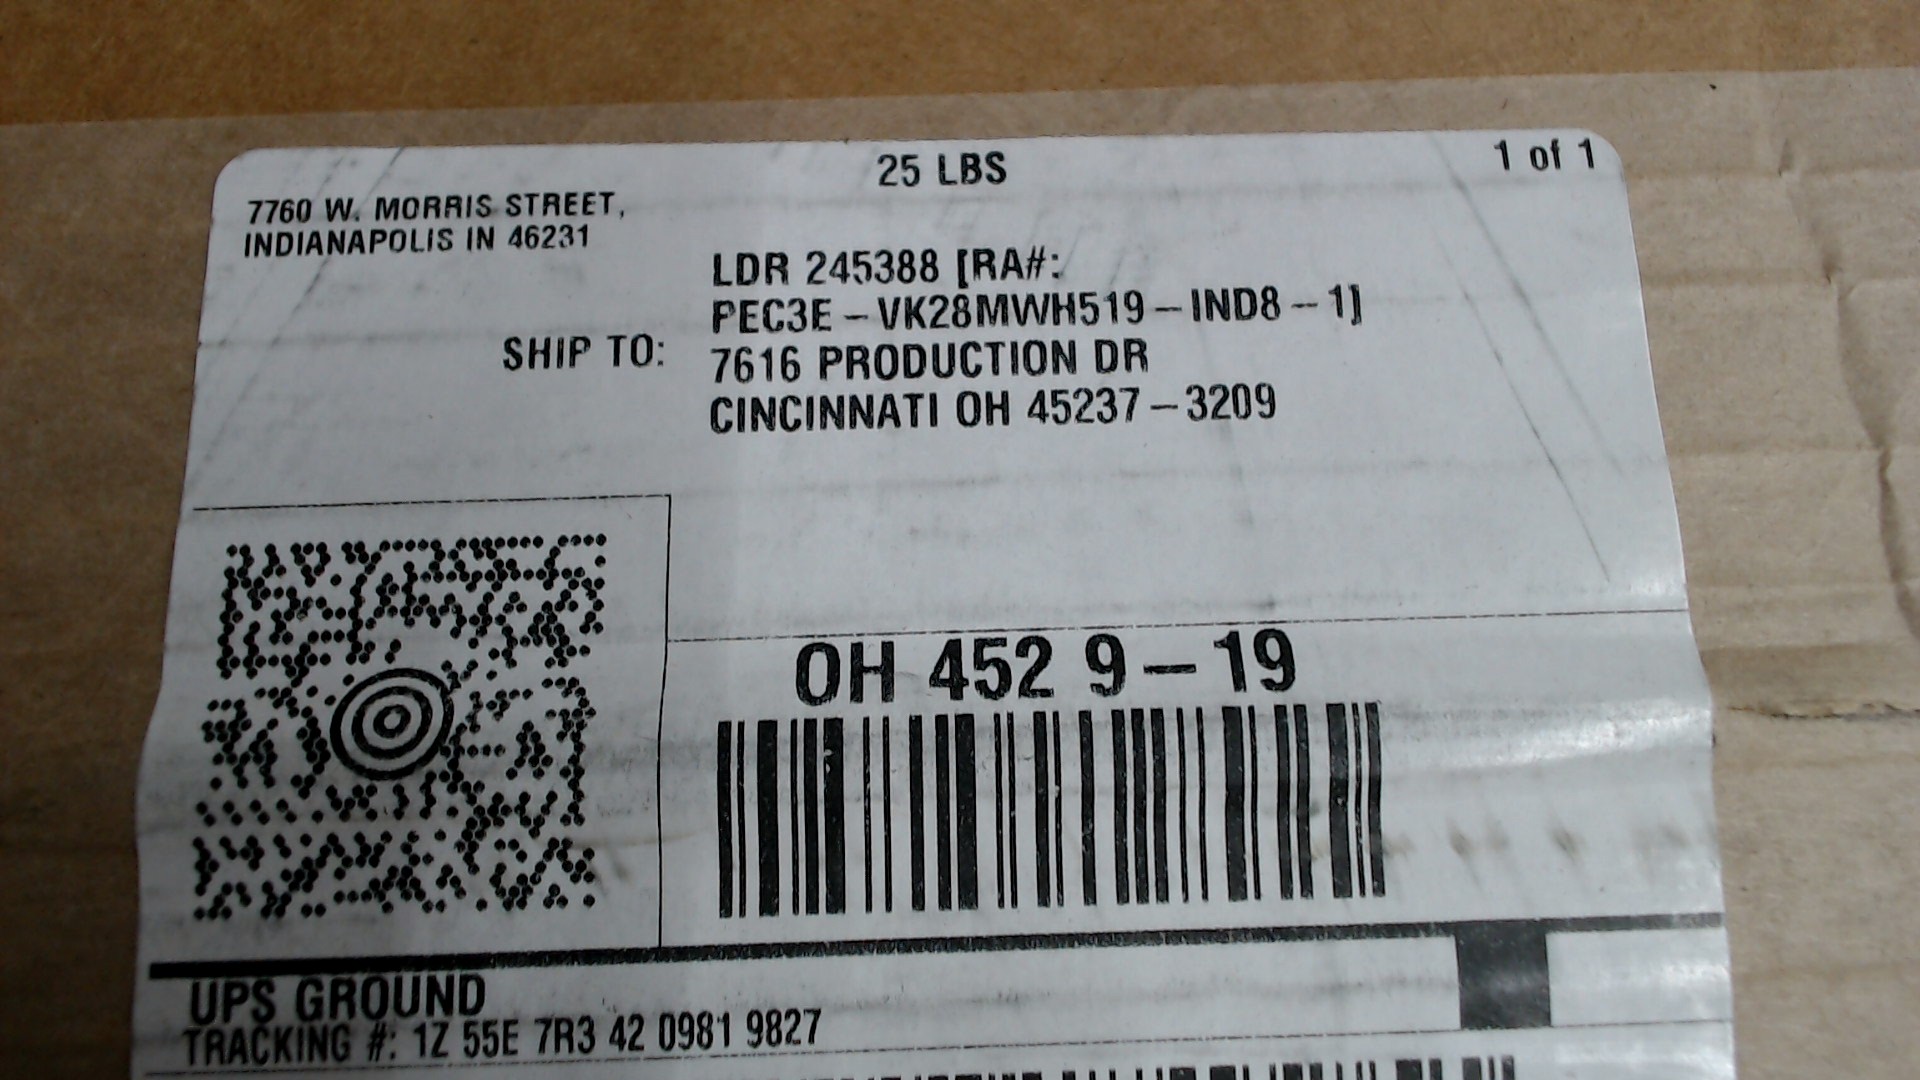 25 LBS
1 of 1
7760 W. MORRIS STREET,
INDIANAPOLIS IN 46231
LDR 245388 [RA#:
PEC3E - VK28MWH519 - IND8 - 1]
SHIP TO:
7616 PRODUCTION DR
CINCINNATI OH 45237 - 3209
OH 452 9 - 19
UPS GROUND
TRACKING #: 1Z 55E 7R3 42 0981 9827